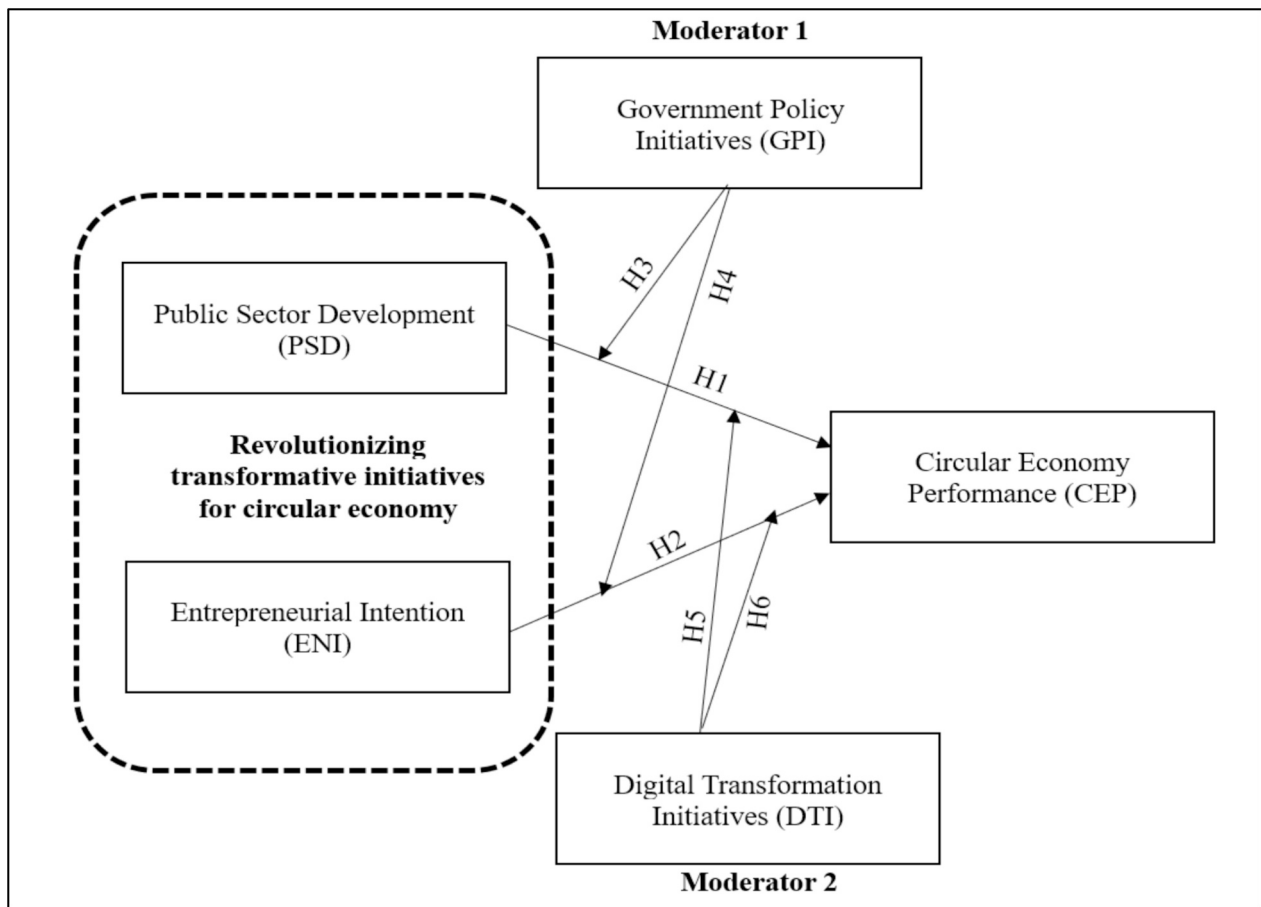 Moderator 1
Government Policy
Initiatives (GPI)
H3
H4
Public Sector Development
(PSD)
H1
Revolutionizing
transformative initiatives
for circular economy
Circular Economy
Performance (CEP)
H2
Entrepreneurial Intention
(ENI)
H5
H6
Digital Transformation
Initiatives (DTI)
Moderator 2